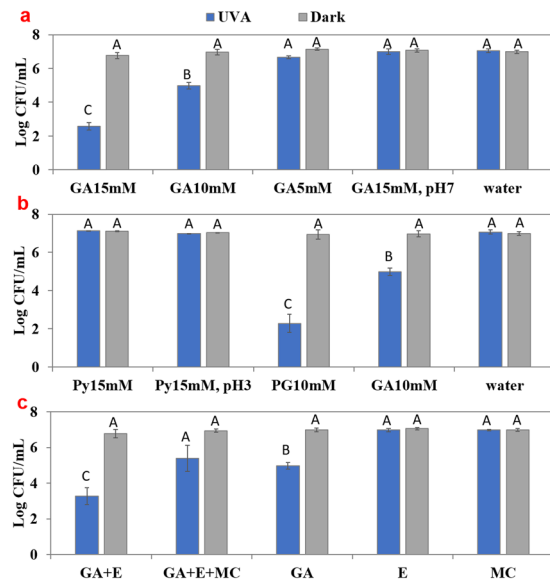 a
UVA Dark
Log CFU/mL
8
6
4
2
0
C A B A A A A A A A
GA15mM GA10mM GA5mM GA15mM, pH7 water
b
Log CFU/mL
8
6
4
2
0
A A A A C A B A A A
Py15mM Py15mM, pH3 PG10mM GA10mM water
c
Log CFU/mL
8
6
4
2
0
C A A A B A A A A A
GA+E GA+E+MC GA E MC